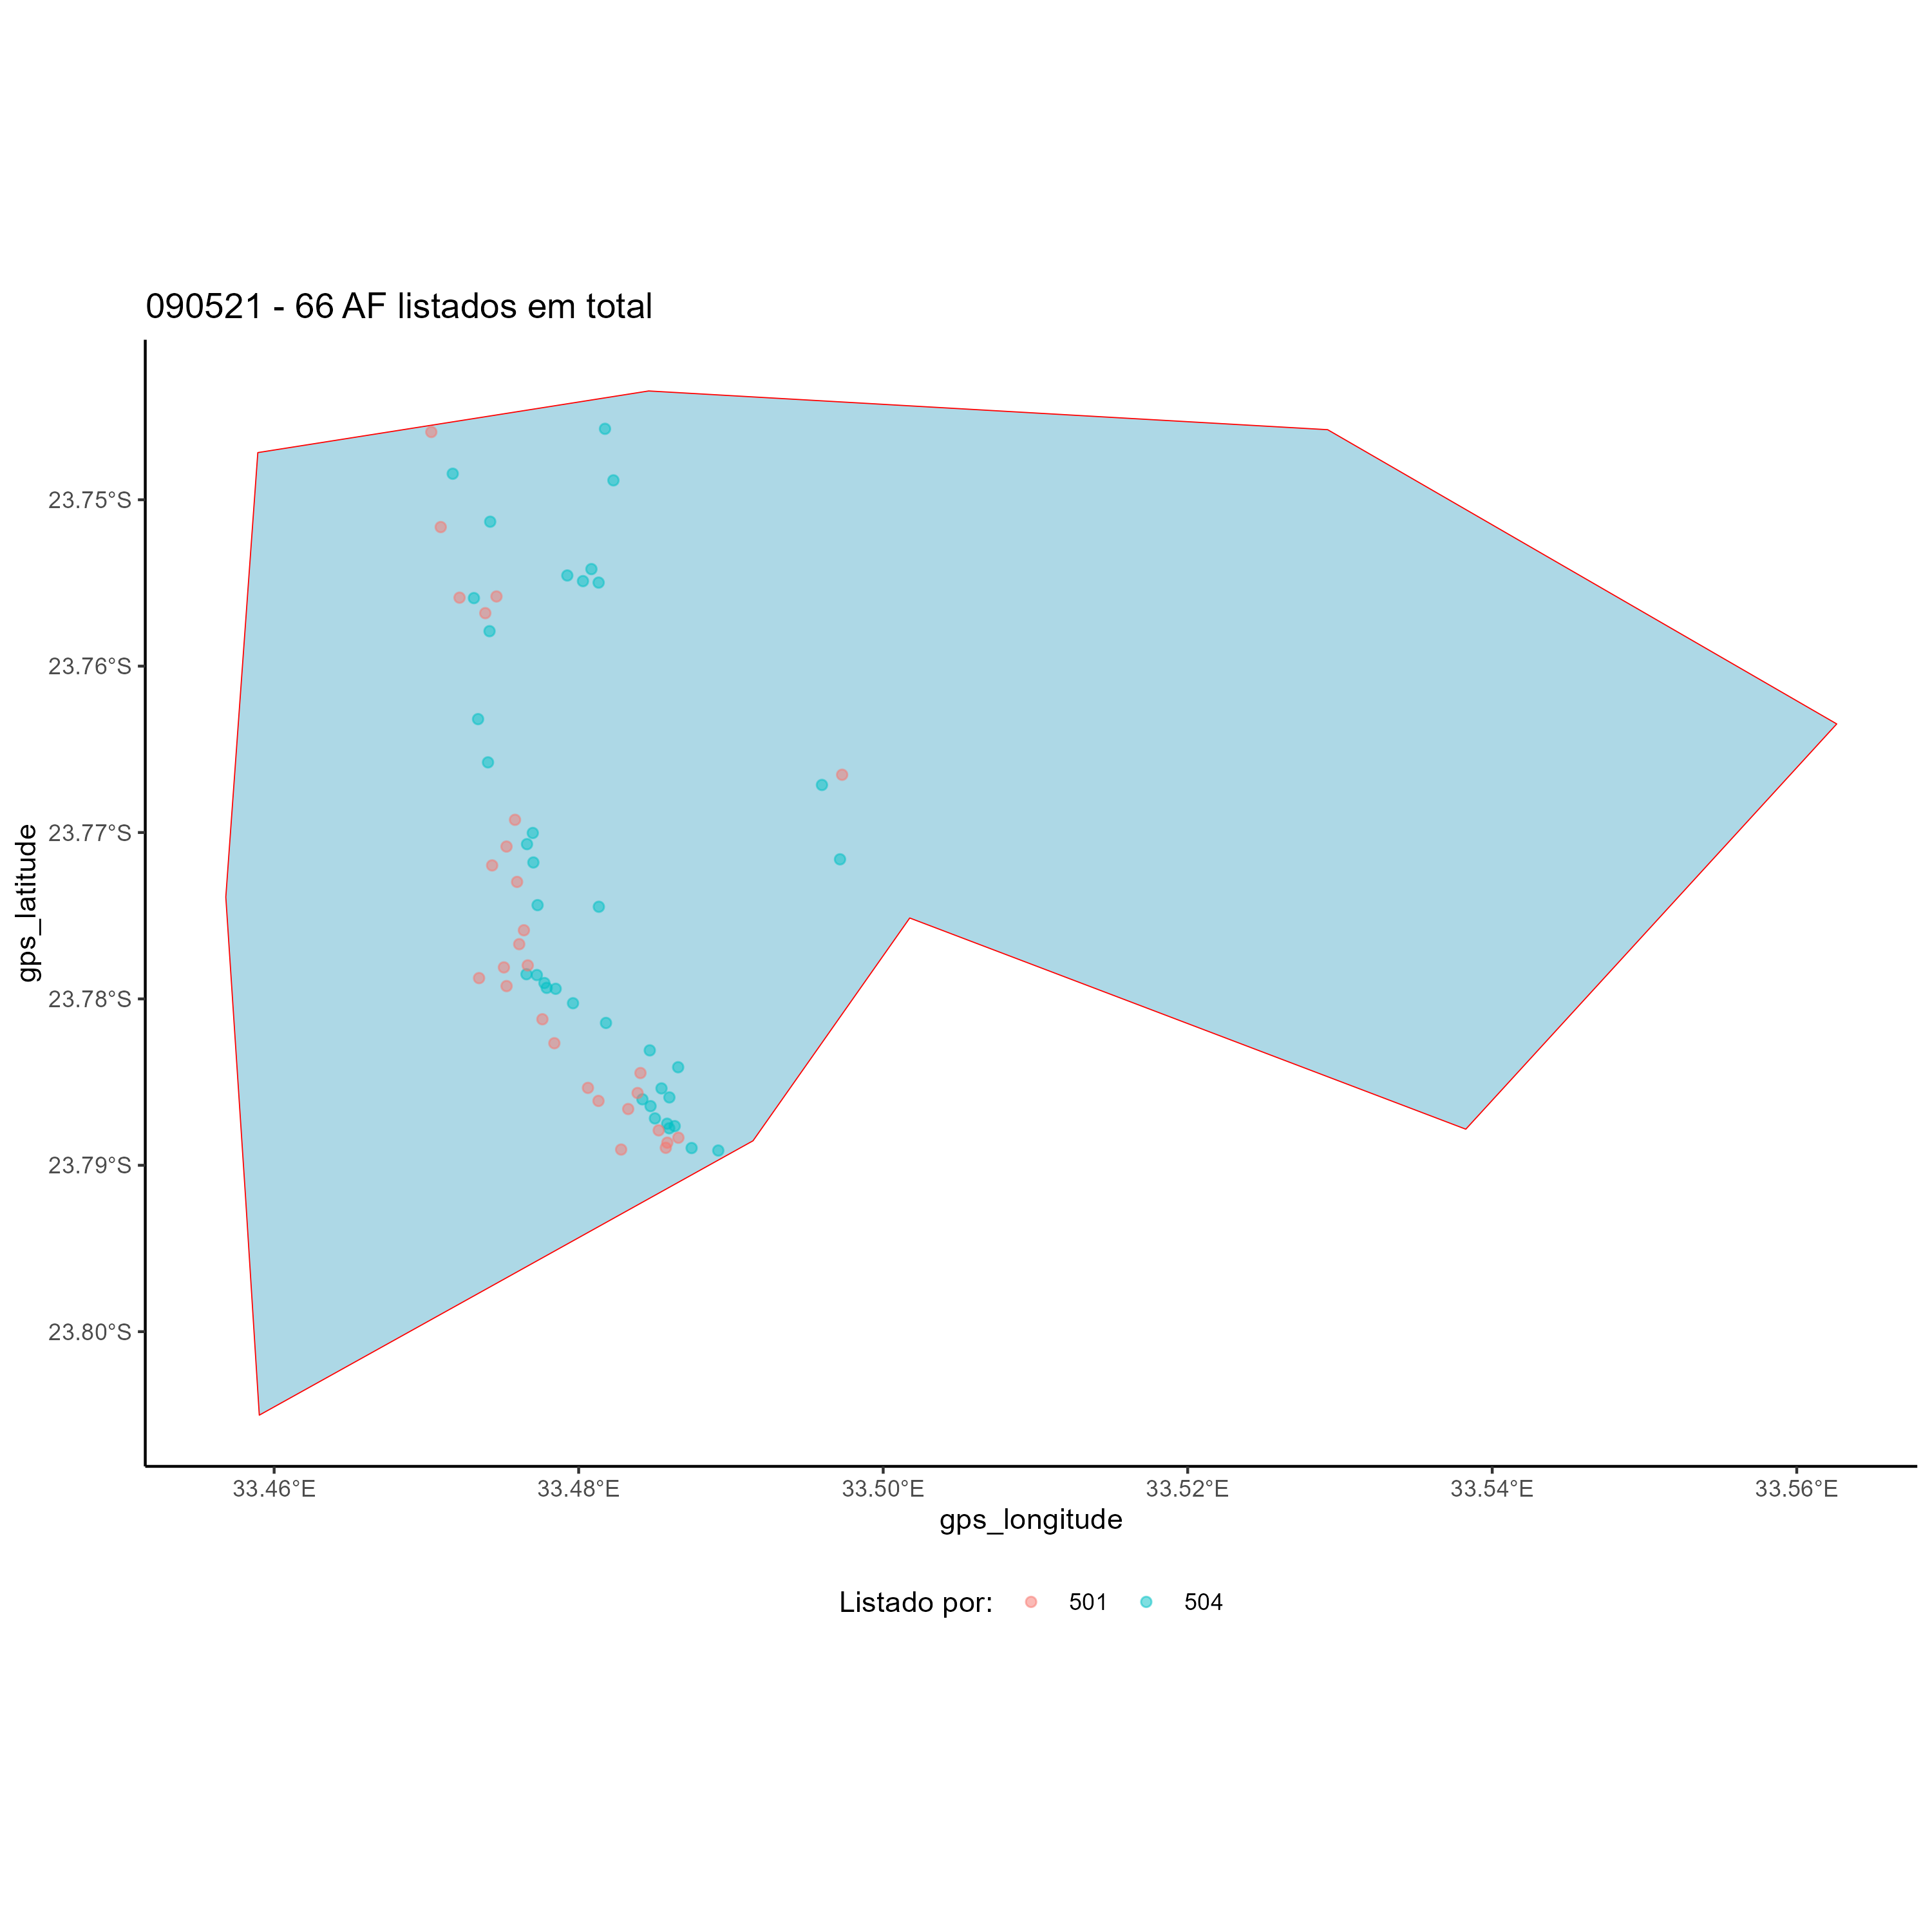 090521 - 66 AF listados em total
gps_latitude
23.75°S
23.76°S
23.77°S
23.78°S
23.79°S
23.80°S
33.46°E 33.48°E 33.50°E 33.52°E 33.54°E 33.56°E
gps_longitude
Listado por: 501 504